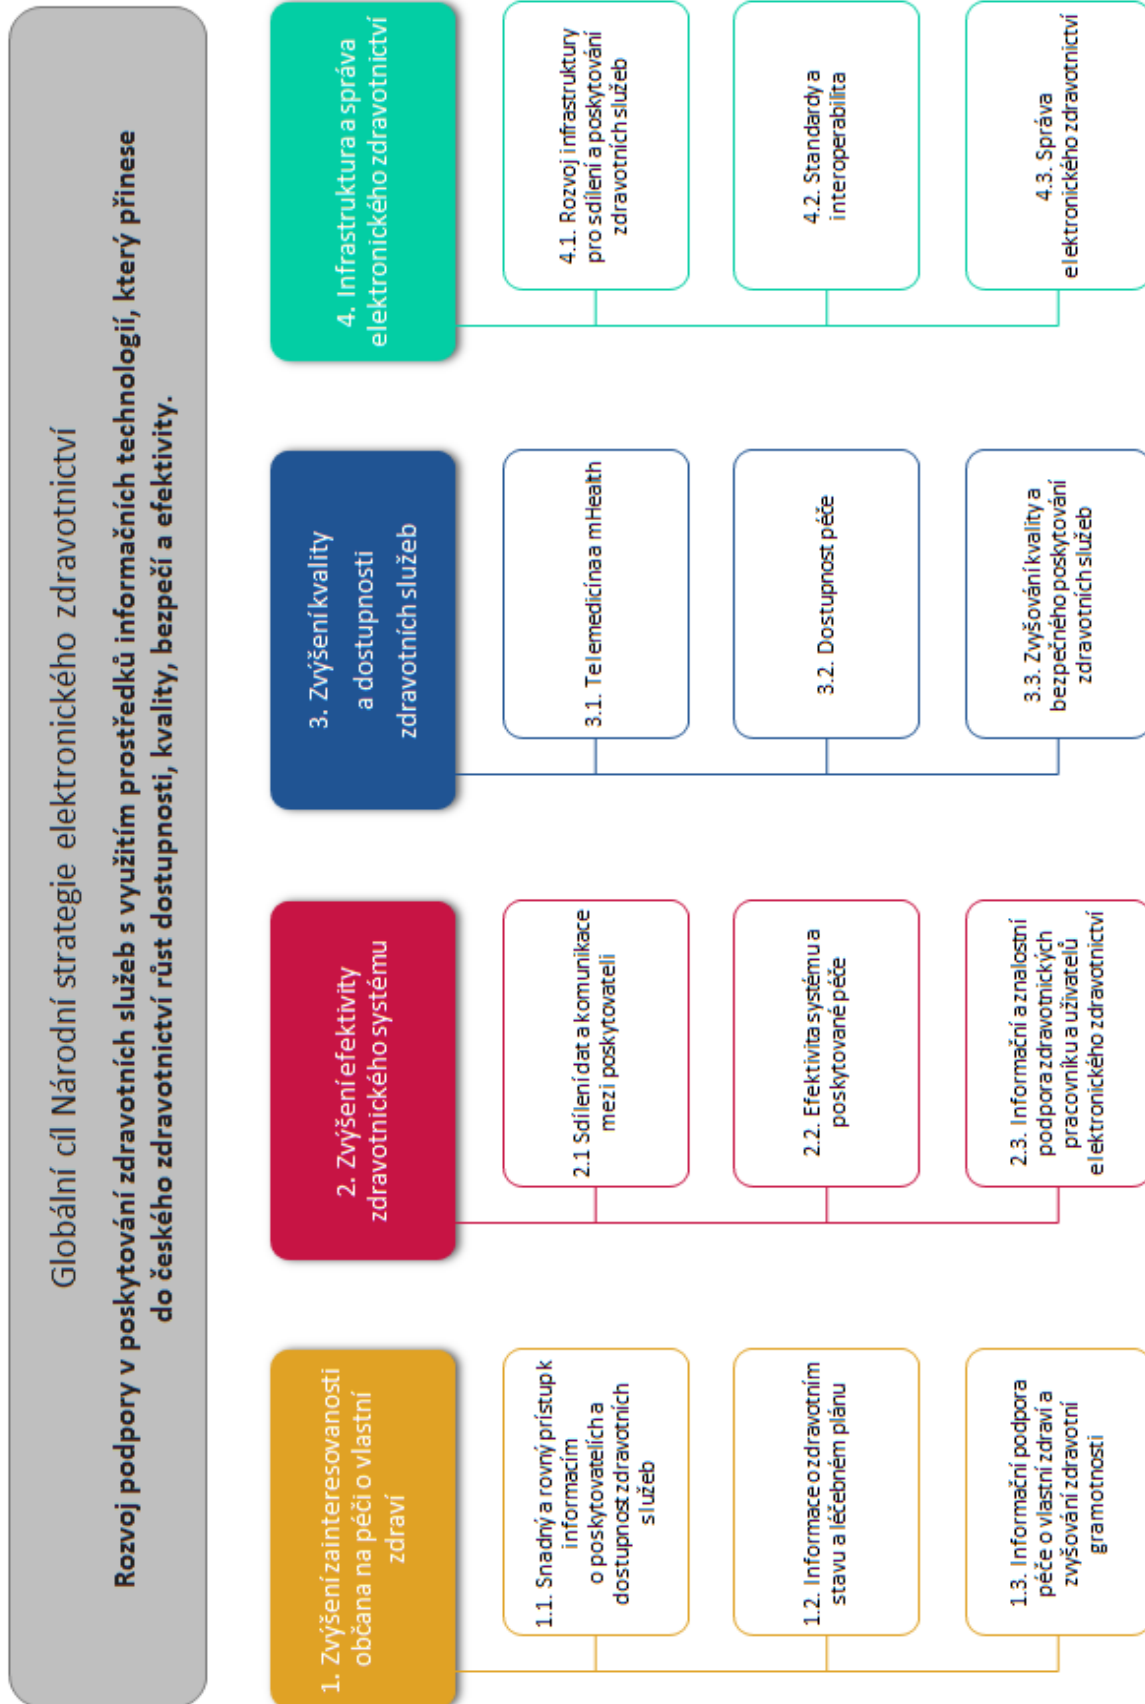 Globální cíl Národní strategie elektronického zdravotnictví
Rozvoj podpory v poskytování zdravotních služeb s využitím prostředků informačních technologií, který přinese
do českého zdravotnictví růst dostupnosti, kvality, bezpečí a efektivity.
1. Zvýšení zainteresovanosti
občana na péči o vlastní
zdraví
1.1. Snadný a rovný prístup k
informacím
o poskytovatelích a
dostupnost zdravotních
služeb
1.2. Informace o zdravotním
stavu a léčebném plánu
1.3. Informační podpora
péče o vlastní zdraví a
zvyšování zdravotní
gramotnosti
2. Zvýšení efektivity
zdravotnického systému
2.1 Sdílení dat a komunikace
mezi poskytovateli
2.2. Efektivita systému a
poskytované péče
2.3. Informační a znalostní
podpora zdravotnických
pracovníku a uživatelů
elektronického zdravotnictví
3. Zvýšení kvality
a dostupnosti
zdravotních služeb
3.1. Telemedicína a mHealth
3.2. Dostupnost péče
3.3. Zvyšování kvality a
bezpečného poskytování
zdravotních služeb
4. Infrastruktura a správa
elektronického zdravotnictví
4.1. Rozvoj infrastruktury
pro sdílení a poskytování
zdravotních služeb
4.2. Standardy a
interoperabilita
4.3. Správa
elektronického zdravotnictví